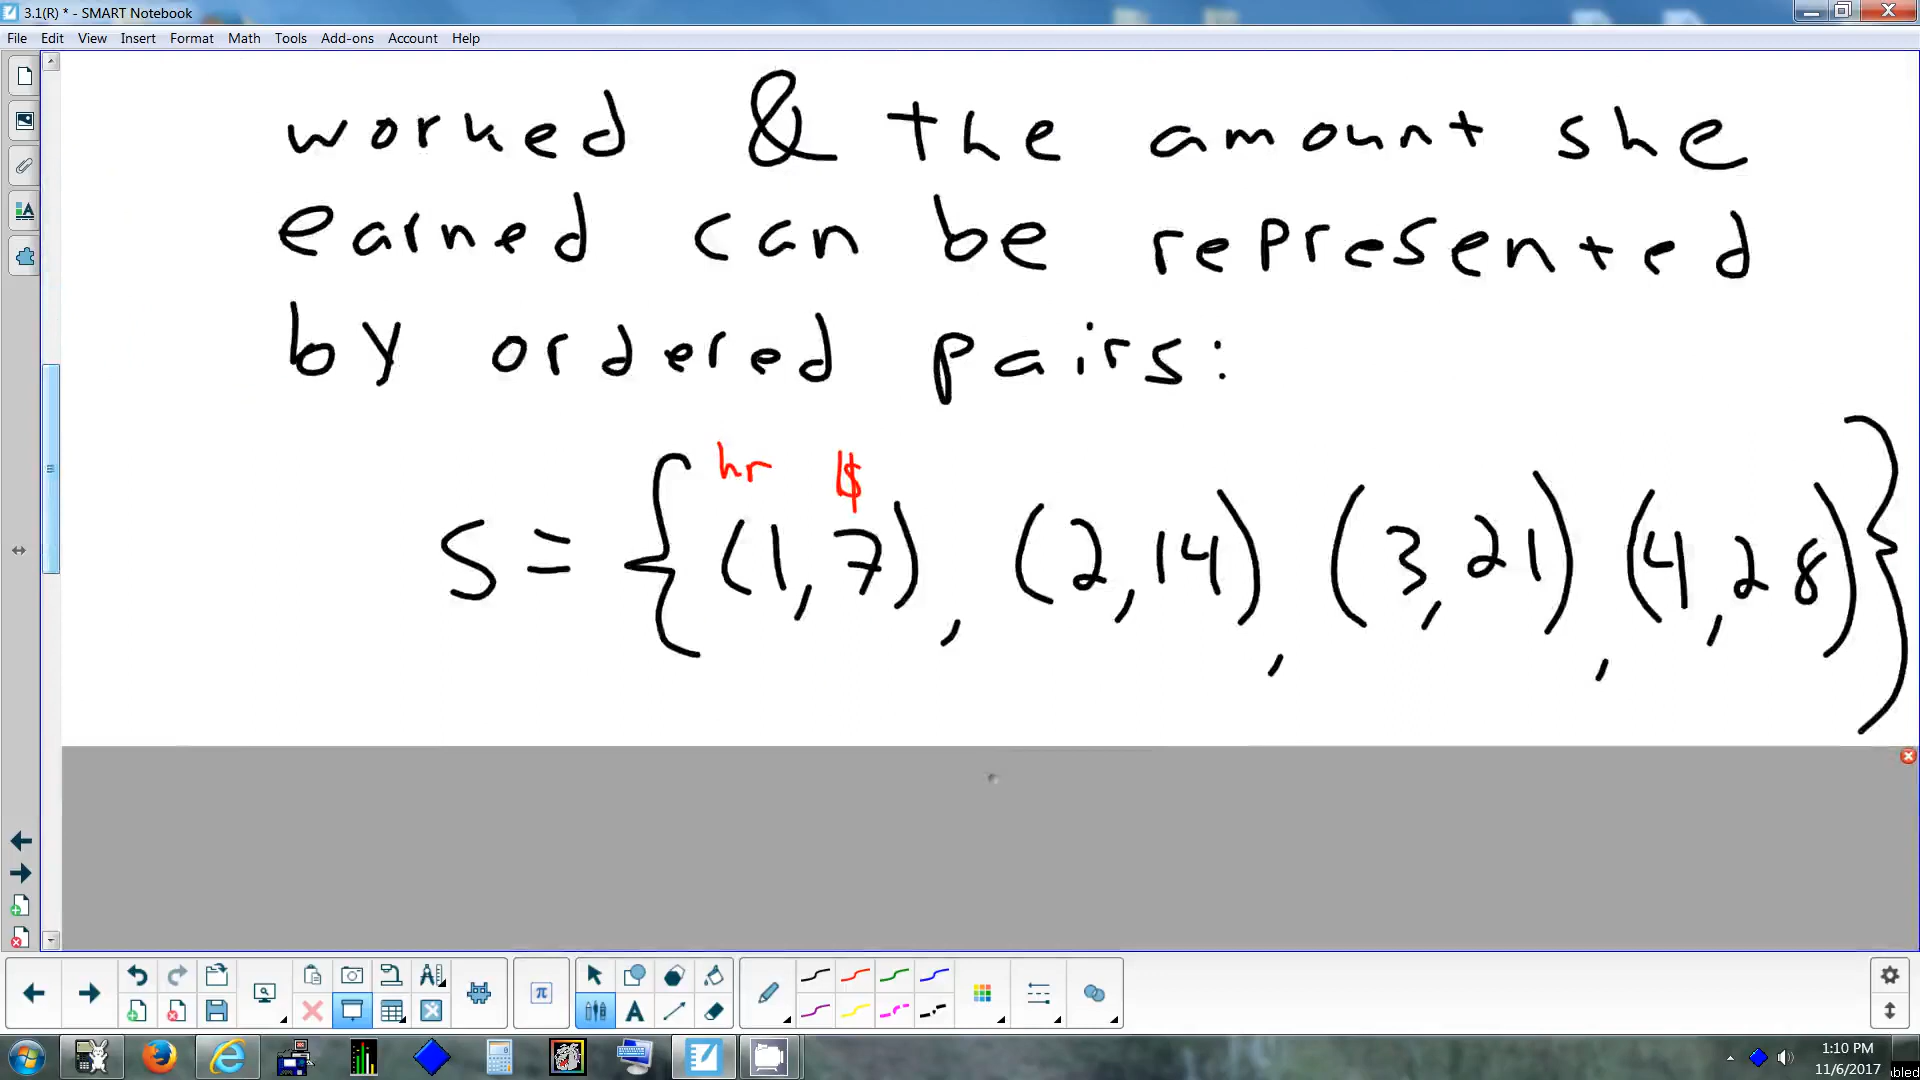 3.1(R) * - SMART Notebook
File Edit View Insert Format Math Tools Add-ons Account Help
worked & the amount she
earned can be represented
by ordered pairs:
hr $
S = { (1,7), (2,14), (3,21), (4,28) }
A
π
A
1:10 PM
11/6/2017
bled